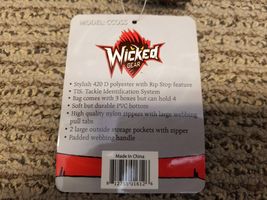 MODEL: CCOSS
WICKED
GEAR
• Stylish 420 D polyester with Rip Stop feature
• TIS: Tackle Identification System
• Bag comes with 3 boxes but can hold 4
• Soft but durable PVC bottom
• High quality nylon zippers with large webbing
pull tabs
• 2 large outside storage pockets with zipper
• Padded webbing handle
Made In China